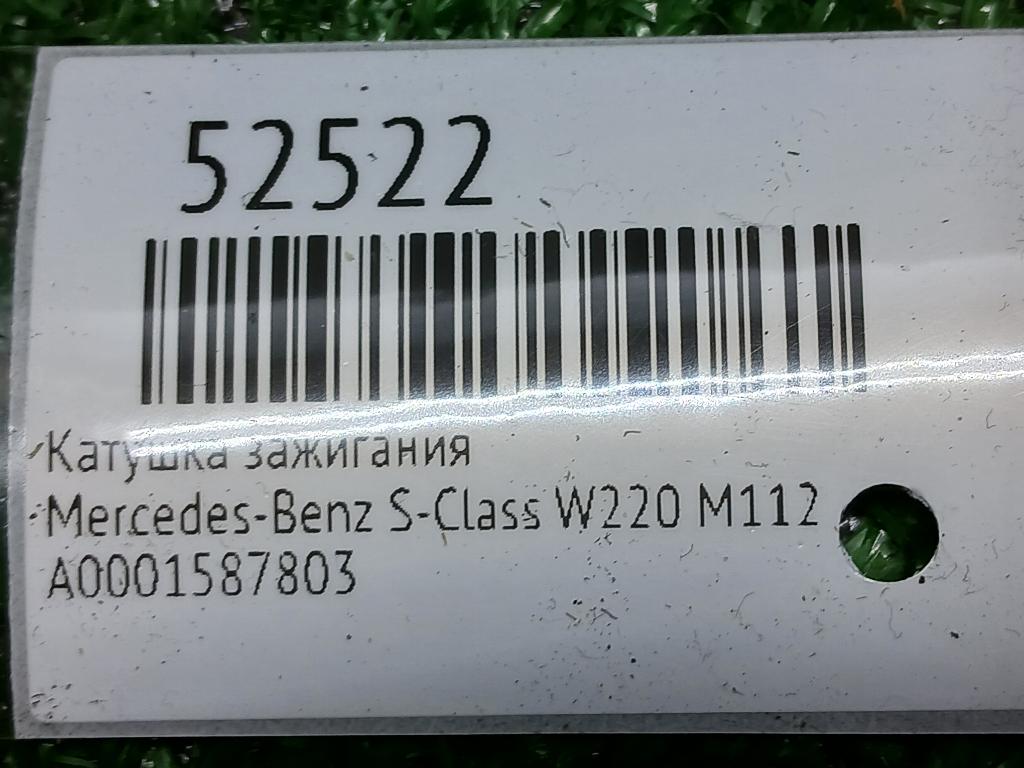 52522
Катушка зажигания
Mercedes-Benz S-Class W220 M112
A0001587803